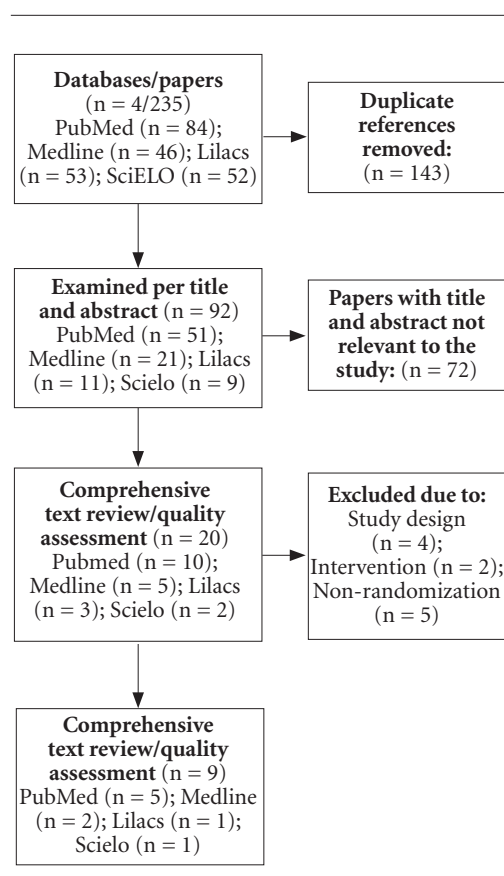 Databases/papers
(n = 4/235)
PubMed (n = 84);
Medline (n = 46); Lilacs
(n = 53); SciELO (n = 52)
Duplicate
references
removed:
(n = 143)
Examined per title
and abstract (n = 92)
PubMed (n = 51);
Medline (n = 21); Lilacs
(n = 11); Scielo (n = 9)
Papers with title
and abstract not
relevant to the
study: (n = 72)
Comprehensive
text review/quality
assessment (n = 20)
Pubmed (n = 10);
Medline (n = 5); Lilacs
(n = 3); Scielo (n = 2)
Excluded due to:
Study design
(n = 4);
Intervention (n = 2);
Non-randomization
(n = 5)
Comprehensive
text review/quality
assessment (n = 9)
PubMed (n = 5); Medline
(n = 2); Lilacs (n = 1);
Scielo (n = 1)